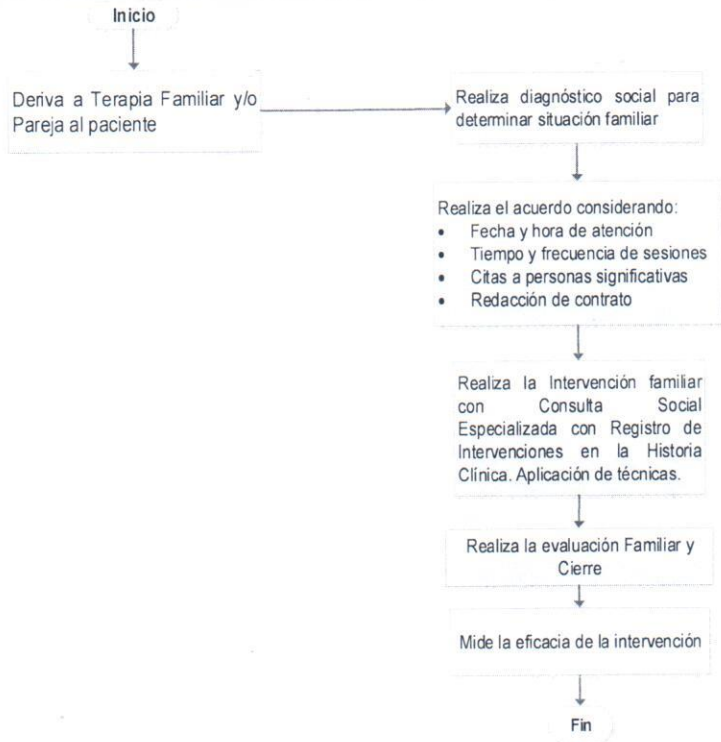 Inicio
Deriva a Terapia Familiar y/o
Pareja al paciente
Realiza diagnóstico social para
determinar situación familiar
Realiza el acuerdo considerando:
• Fecha y hora de atención
• Tiempo y frecuencia de sesiones
• Citas a personas significativas
• Redacción de contrato
Realiza la Intervención familiar
con Consulta Social
Especializada con Registro de
Intervenciones en la Historia
Clínica. Aplicación de técnicas.
Realiza la evaluación Familiar y
Cierre
Mide la eficacia de la intervención
Fin